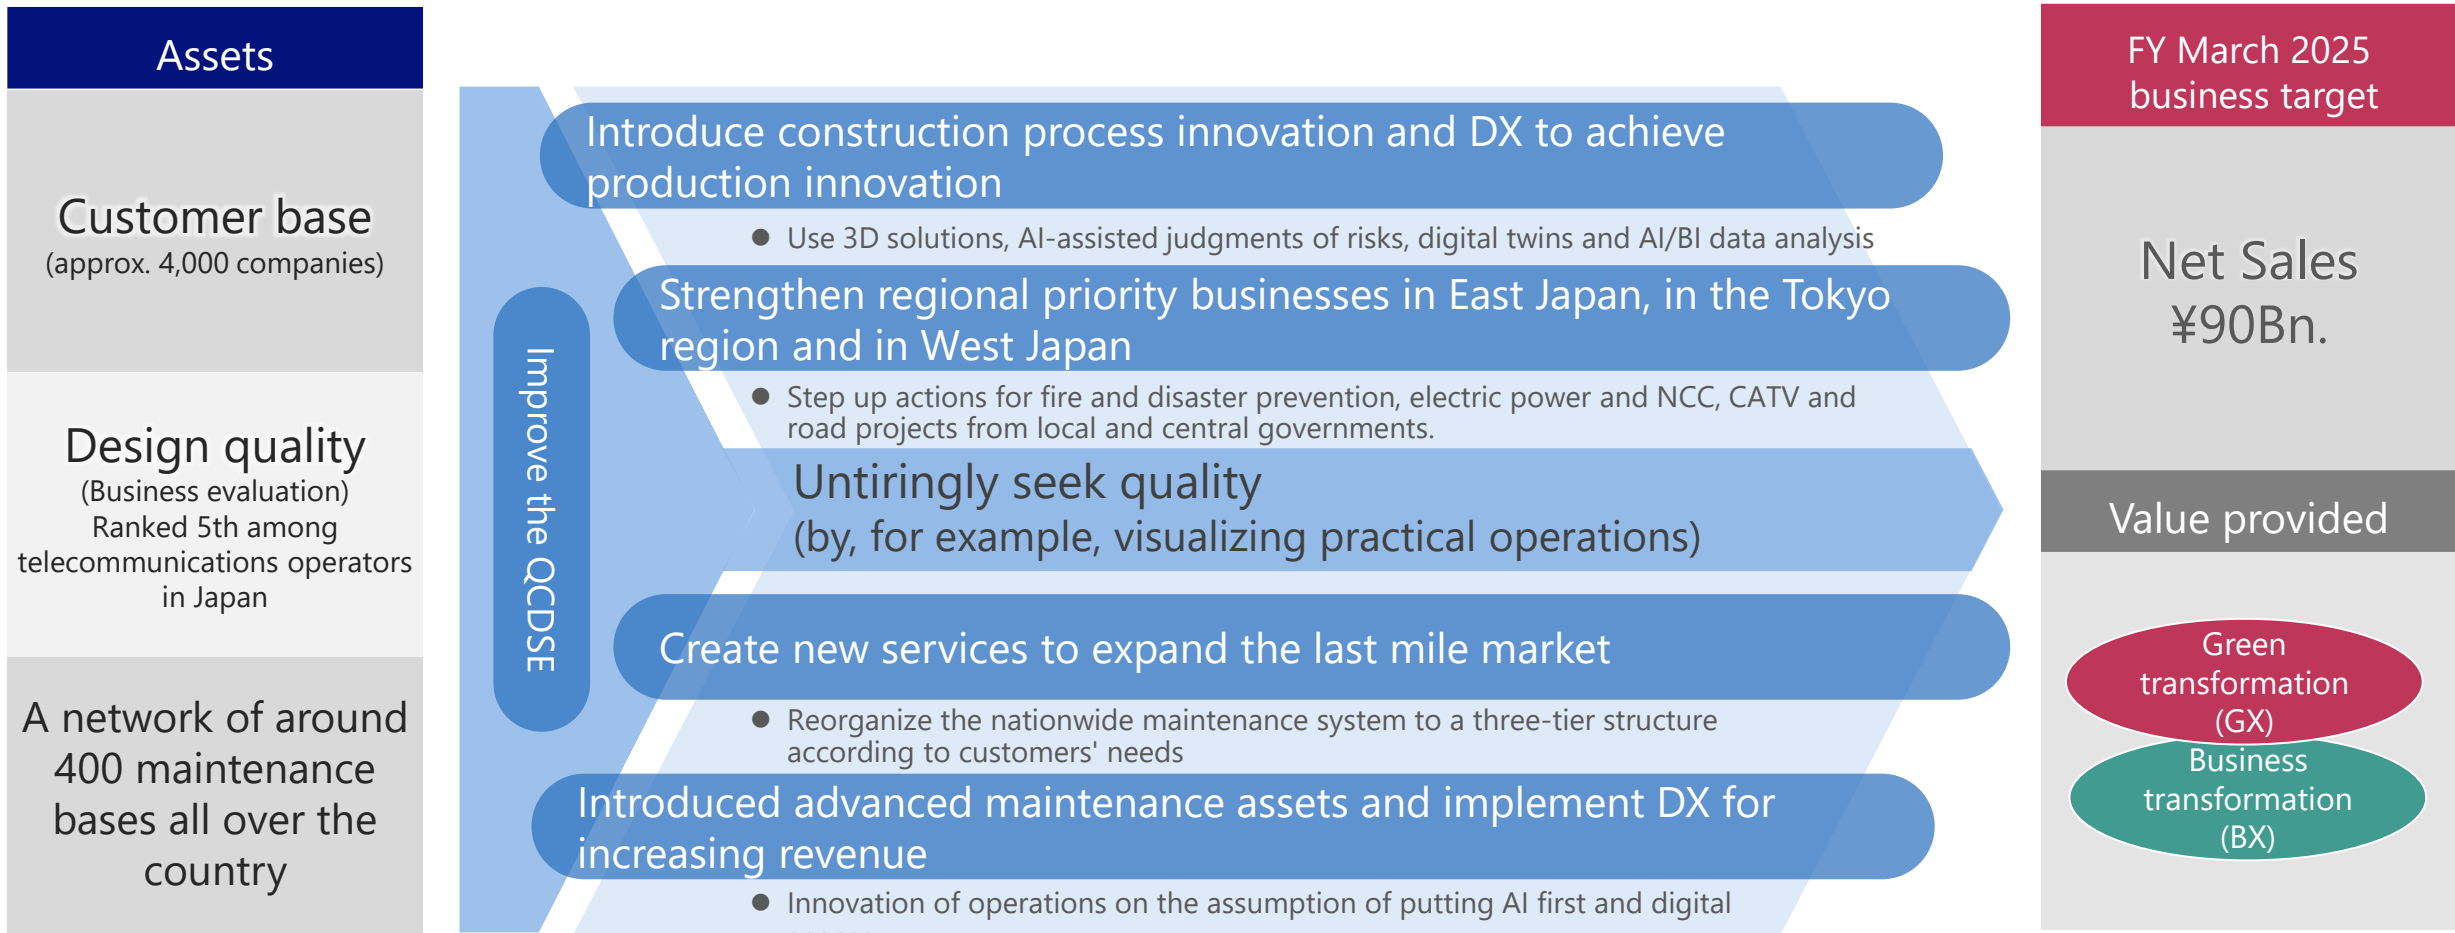 Assets
Customer base
(approx. 4,000 companies)
Design quality
(Business evaluation)
Ranked 5th among
telecommunications operators
in Japan
A network of around
400 maintenance
bases all over the
country
Improve the QCDSE
Introduce construction process innovation and DX to achieve
production innovation
● Use 3D solutions, AI-assisted judgments of risks, digital twins and AI/BI data analysis
Strengthen regional priority businesses in East Japan, in the Tokyo
region and in West Japan
● Step up actions for fire and disaster prevention, electric power and NCC, CATV and
road projects from local and central governments.
Untiringly seek quality
(by, for example, visualizing practical operations)
Create new services to expand the last mile market
● Reorganize the nationwide maintenance system to a three-tier structure
according to customers' needs
Introduced advanced maintenance assets and implement DX for
increasing revenue
● Innovation of operations on the assumption of putting AI first and digital
FY March 2025
business target
Net Sales
¥90Bn.
Value provided
Green
transformation
(GX)
Business
transformation
(BX)